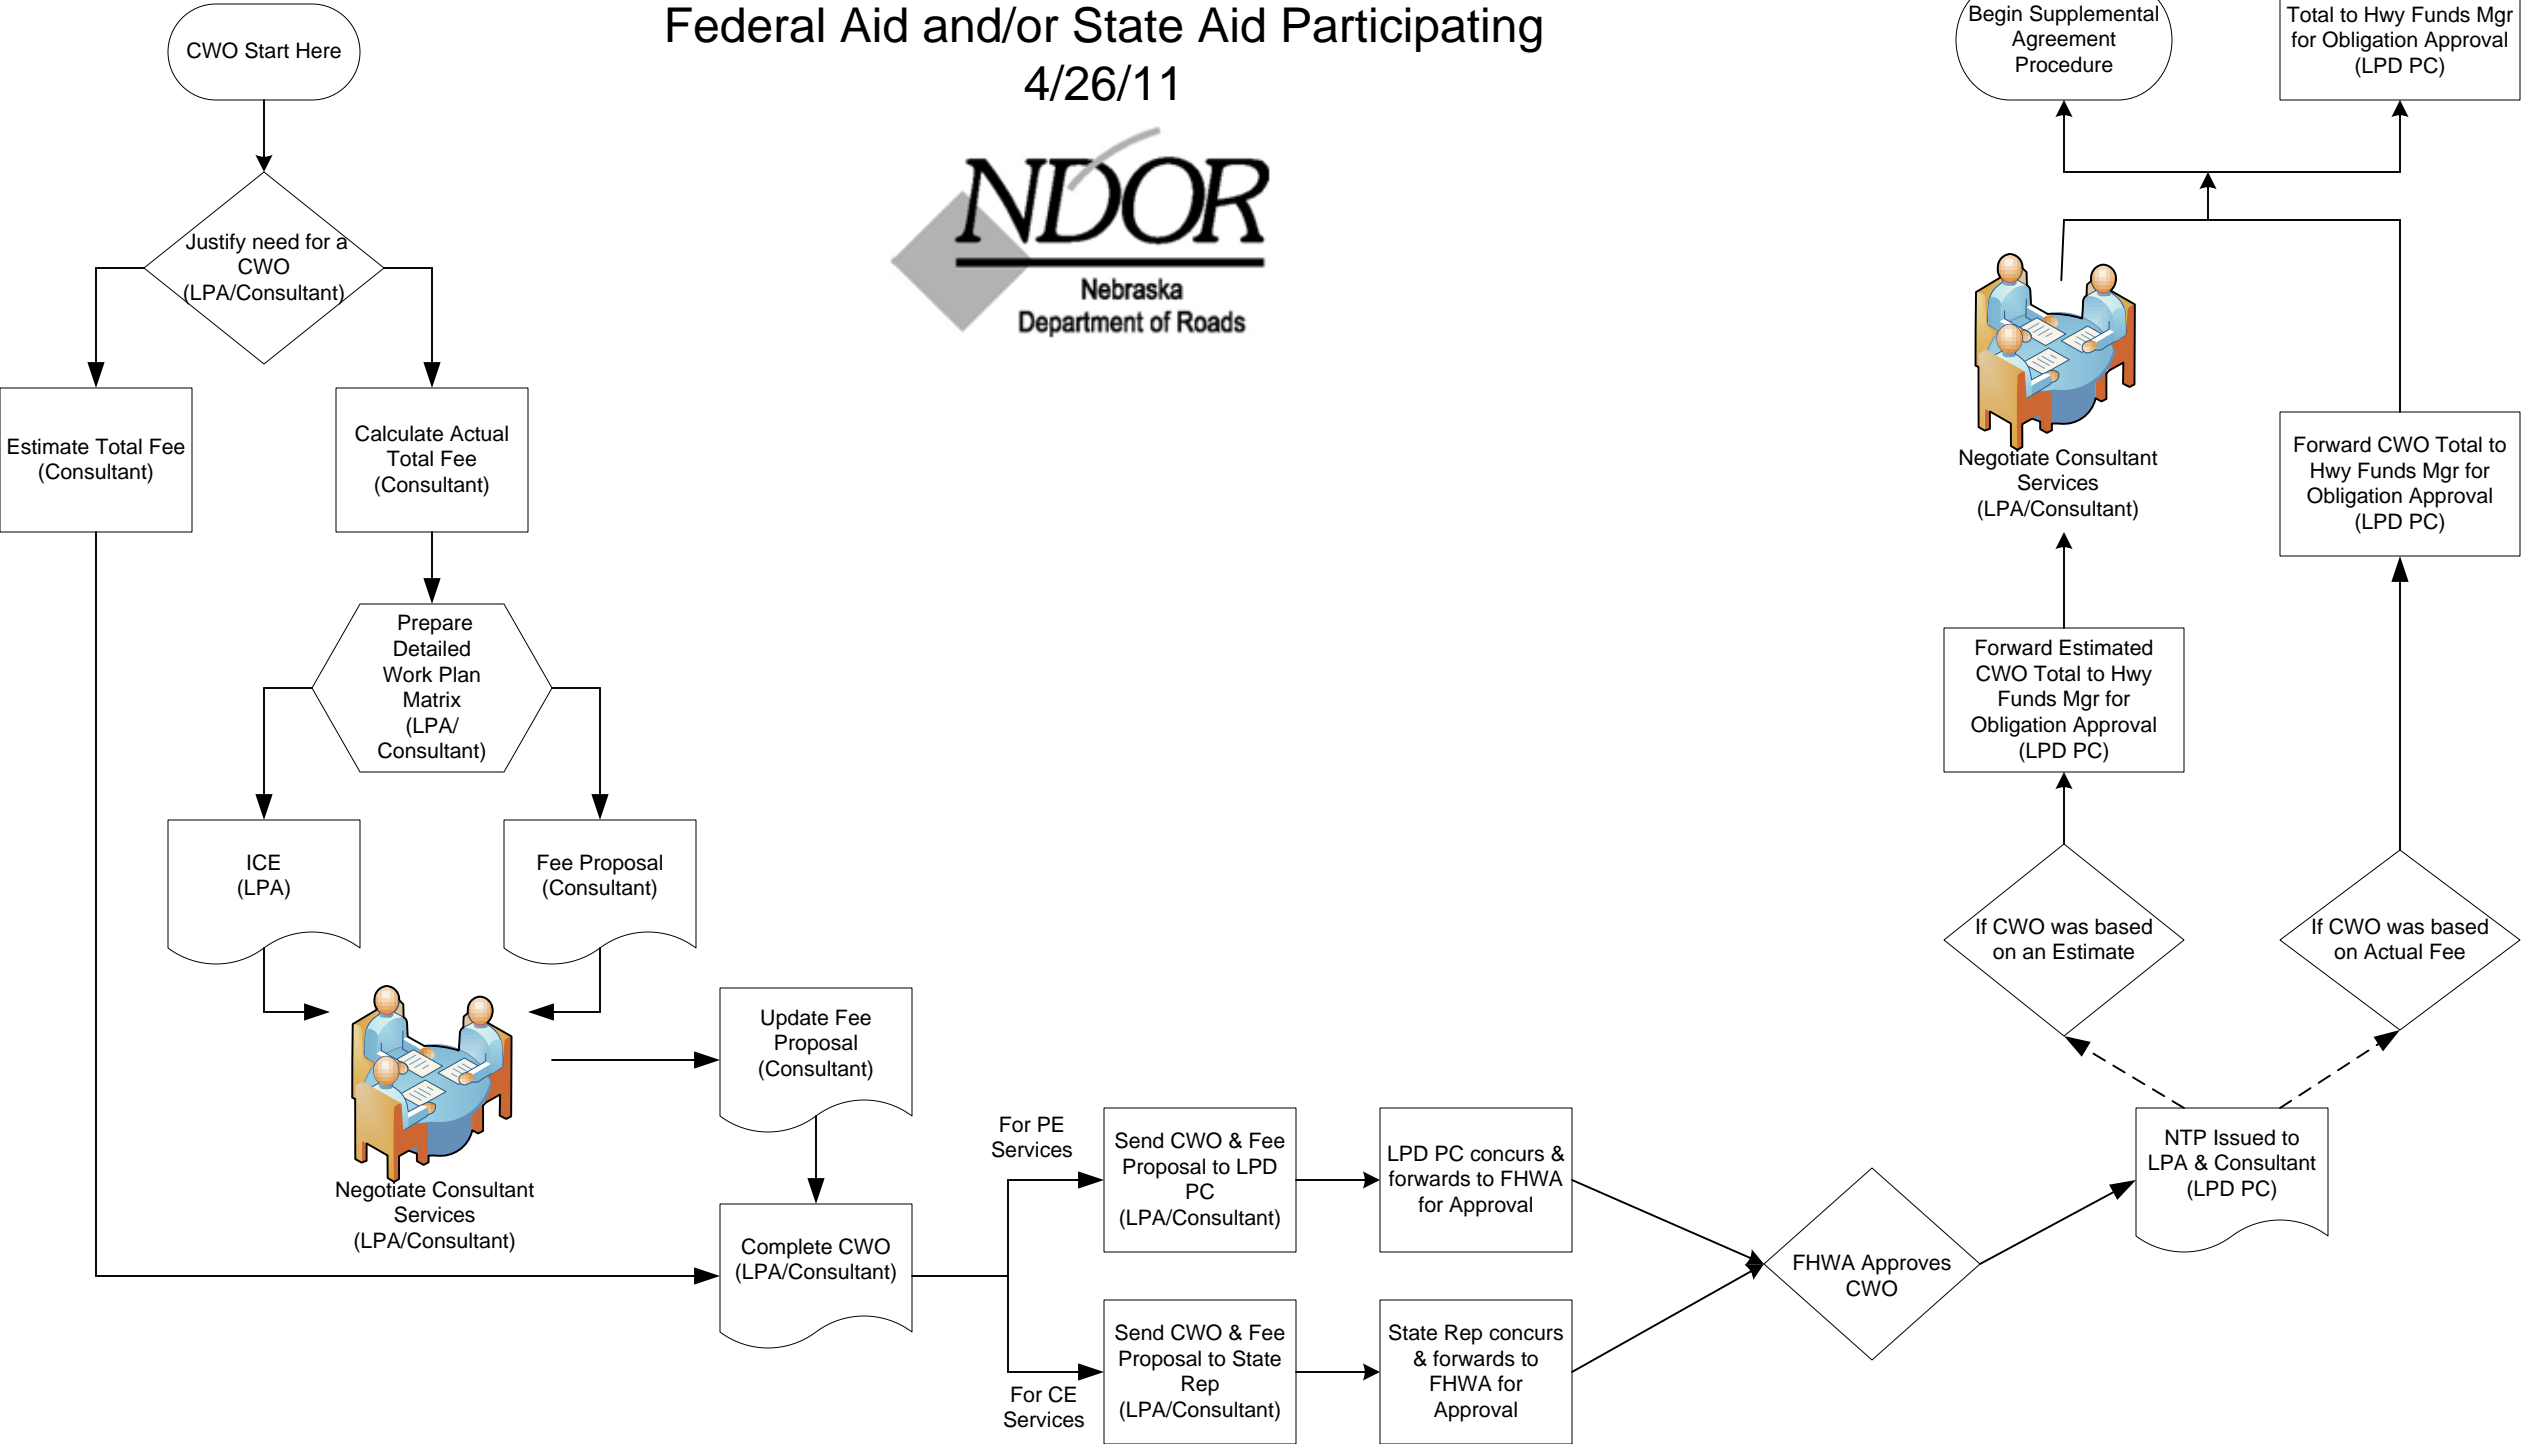 Federal Aid and/or State Aid Participating
4/26/11
NDOR
Nebraska
Department of Roads
CWO Start Here
Justify need for a
CWO
(LPA/Consultant)
Estimate Total Fee
(Consultant)
Calculate Actual
Total Fee
(Consultant)
Prepare
Detailed
Work Plan
Matrix
(LPA/
Consultant)
ICE
(LPA)
Fee Proposal
(Consultant)
Negotiate Consultant
Services
(LPA/Consultant)
Update Fee
Proposal
(Consultant)
Complete CWO
(LPA/Consultant)
For PE
Services
Send CWO & Fee
Proposal to LPD
PC
(LPA/Consultant)
LPD PC concurs &
forwards to FHWA
for Approval
For CE
Services
Send CWO & Fee
Proposal to State
Rep
(LPA/Consultant)
State Rep concurs
& forwards to
FHWA for
Approval
FHWA Approves
CWO
NTP Issued to
LPA & Consultant
(LPD PC)
If CWO was based
on an Estimate
If CWO was based
on Actual Fee
Forward Estimated
CWO Total to Hwy
Funds Mgr for
Obligation Approval
(LPD PC)
Forward CWO Total to
Hwy Funds Mgr for
Obligation Approval
(LPD PC)
Negotiate Consultant
Services
(LPA/Consultant)
Begin Supplemental
Agreement
Procedure
Total to Hwy Funds Mgr
for Obligation Approval
(LPD PC)